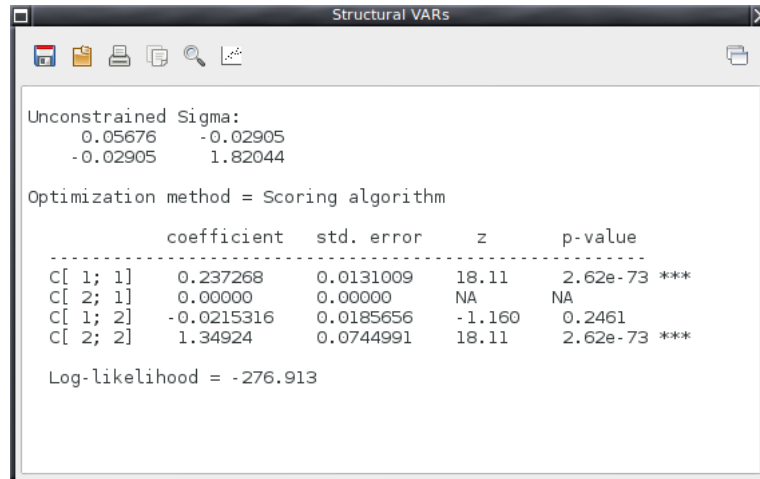 Structural VARs
Unconstrained Sigma:
0.05676 -0.02905
-0.02905 1.82044
Optimization method = Scoring algorithm
coefficient std. error z p-value
---------------------------------------------------------
C[ 1; 1] 0.237268 0.0131009 18.11 2.62e-73 ***
C[ 2; 1] 0.00000 0.00000 NA NA
C[ 1; 2] -0.0215316 0.0185656 -1.160 0.2461
C[ 2; 2] 1.34924 0.0744991 18.11 2.62e-73 ***
Log-likelihood = -276.913